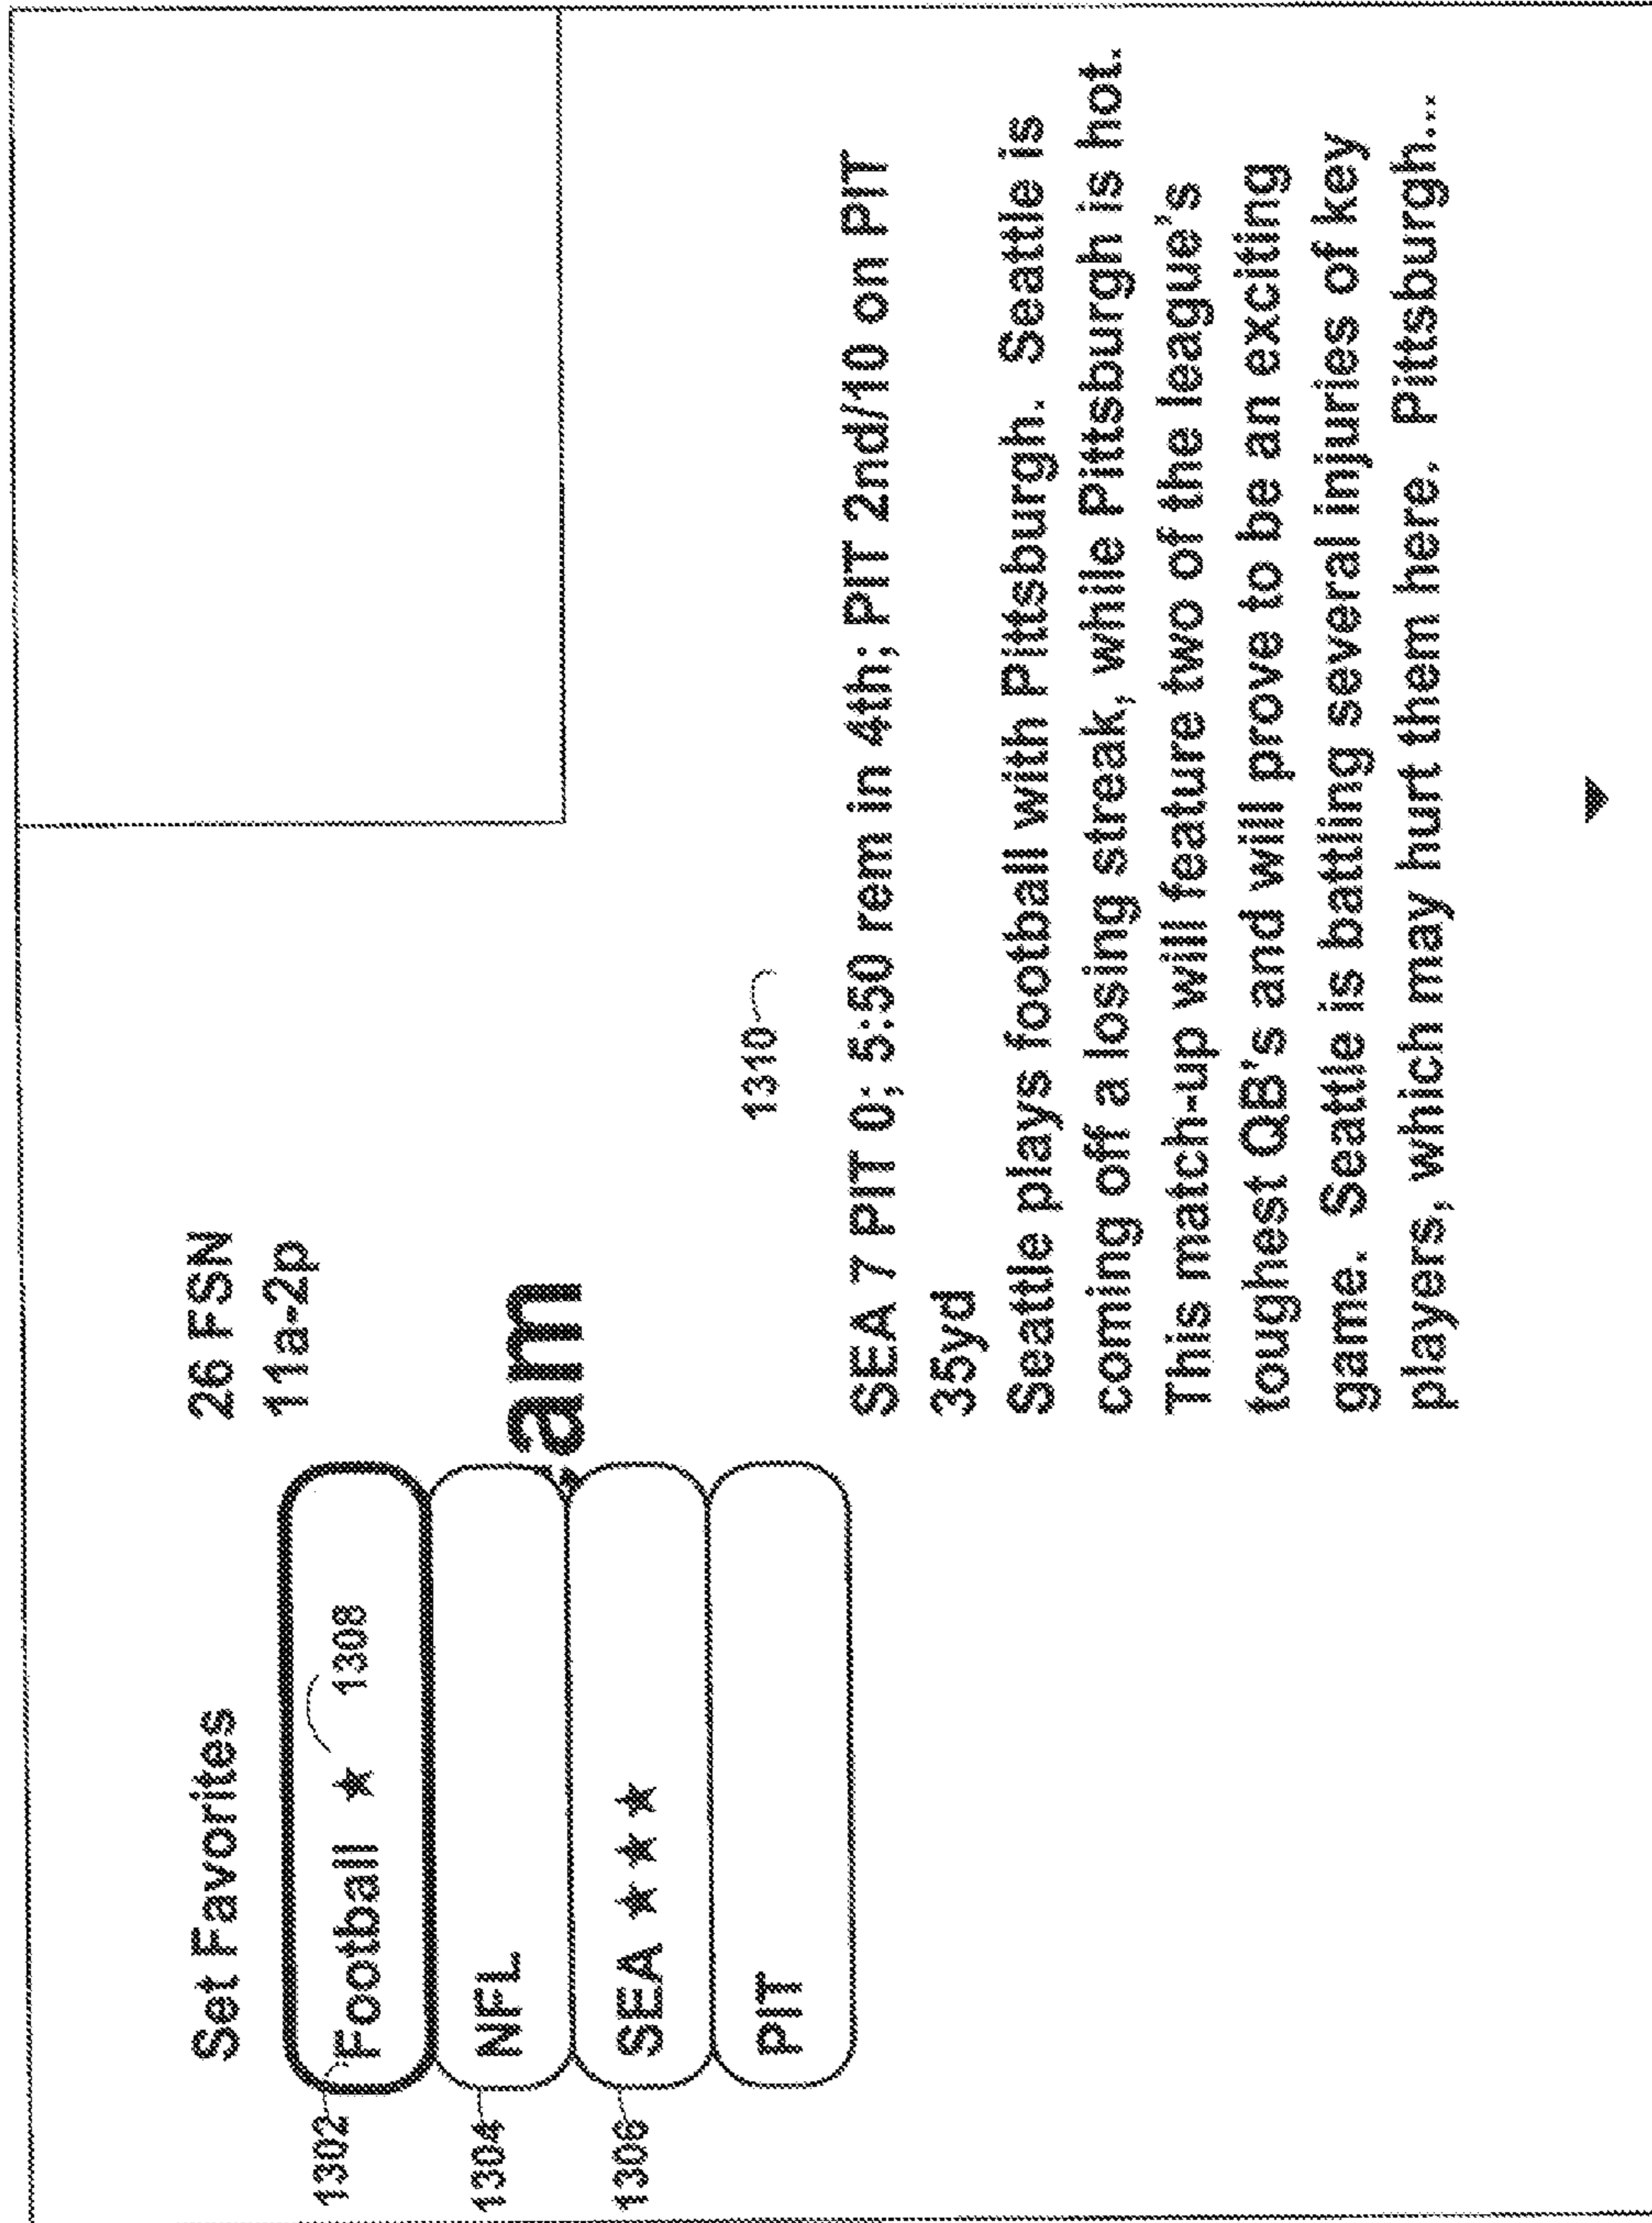 Set Favorites
26 FSN
11a-2p
1302
Football ★
1308
am
1304
NFL
1306
SEA ★ ★ ★
PIT
1310
SEA 7 PIT 0; 5:50 rem in 4th; PIT 2nd/10 on PIT
35yd
Seattle plays football with Pittsburgh. Seattle is
coming off a losing streak, while Pittsburgh is hot.
This match-up will feature two of the league's
toughest QB's and will prove to be an exciting
game. Seattle is battling several injuries of key
players, which may hurt them here. Pittsburgh...